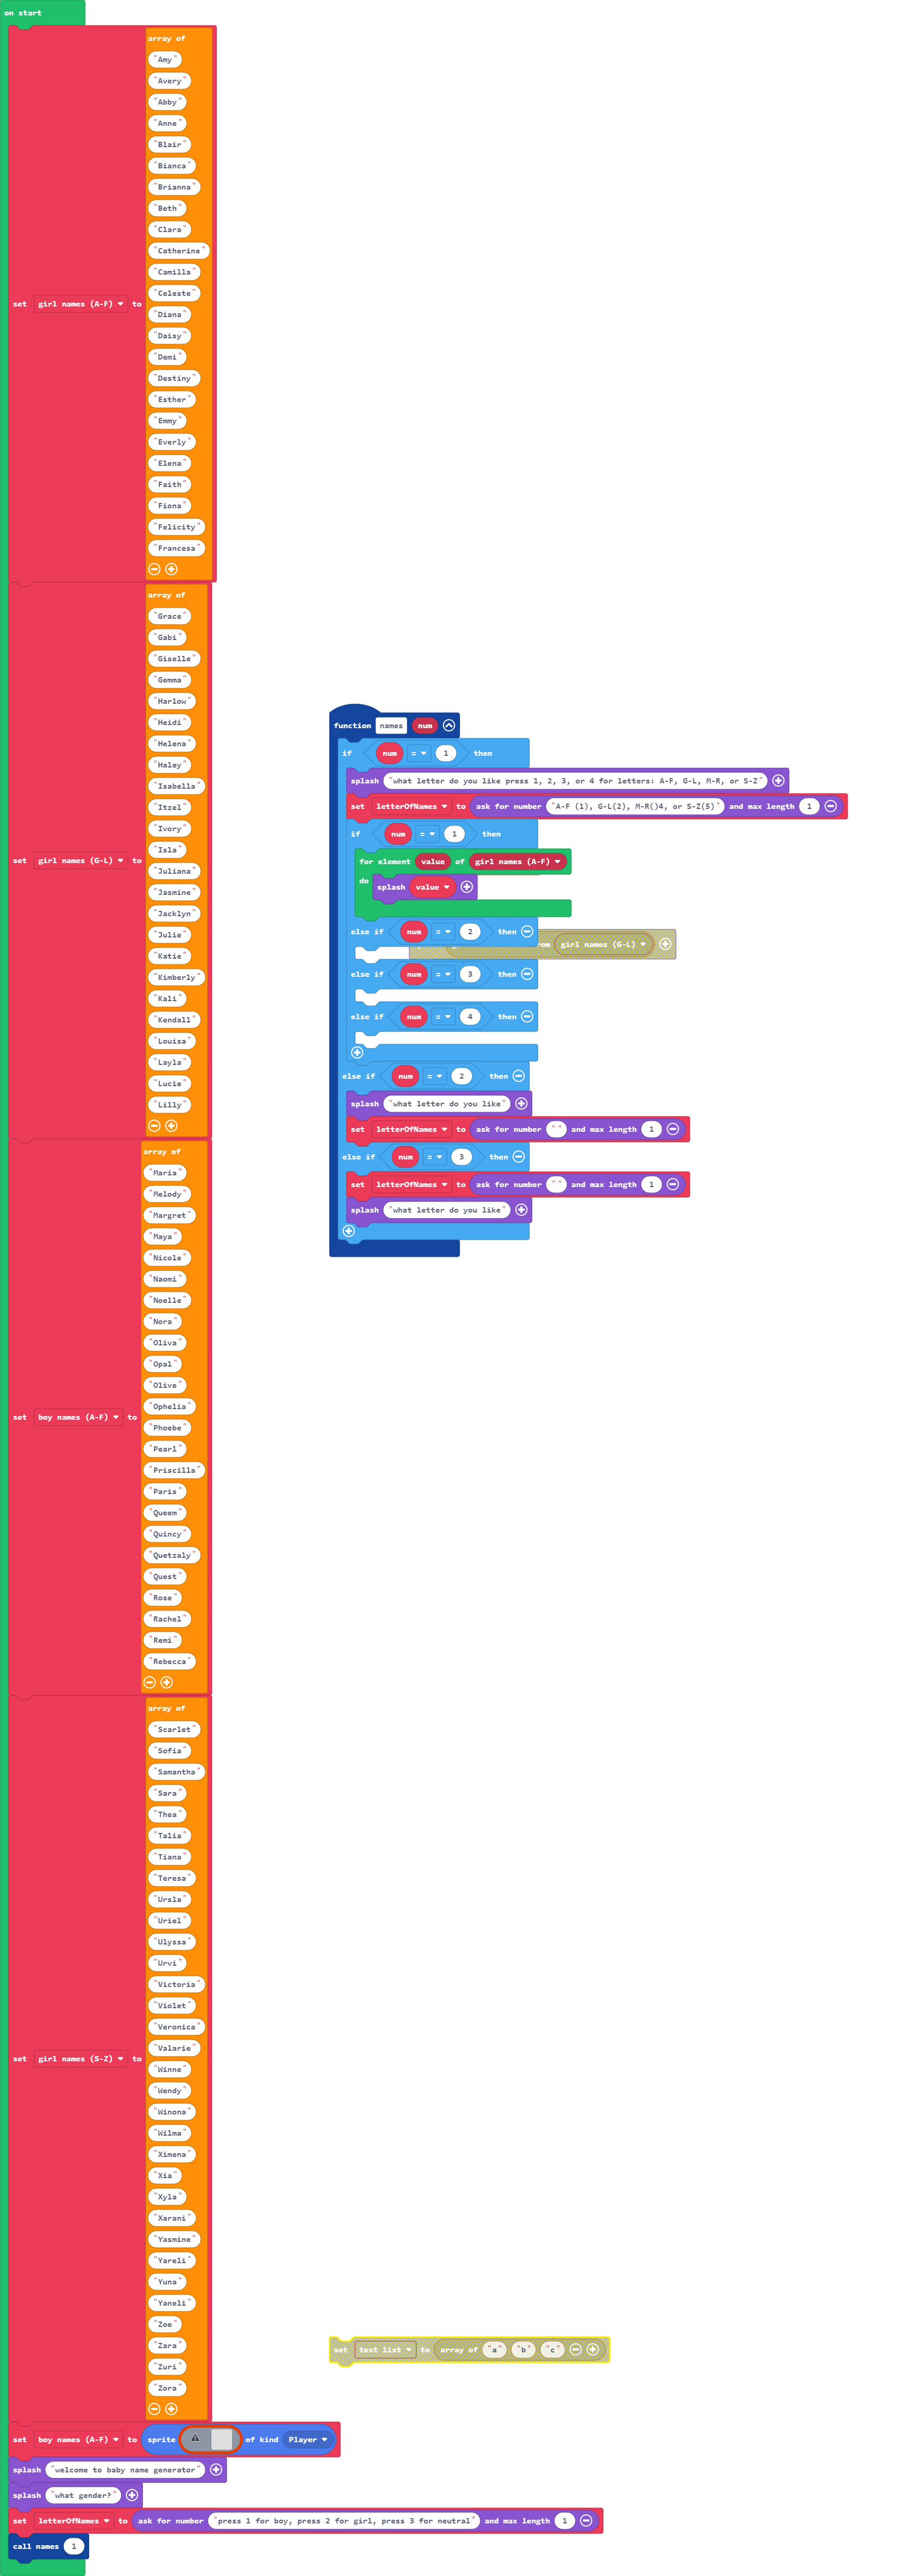 on start
array of
"Amy"
"Avery"
"Abby"
"Anne"
"Blair"
"Bianca"
"Brianna"
"Beth"
"Clara"
"Catherine"
"Camilla"
"Celeste"
set girl names (A-F) to
"Diana"
"Daisy"
"Demi"
"Destiny"
"Esther"
"Emmy"
"Everly"
"Elena"
"Faith"
"Fiona"
"Felicity"
"Francesa"
array of
"Grace"
"Gabi"
"Giselle"
"Gemma"
"Harlow"
"Heidi"
"Helena"
"Haley"
"Isabella"
"Itzel"
"Ivory"
"Isla"
set girl names (G-L) to
"Juliana"
"Jasmine"
"Jacklyn"
"Julie"
"Katie"
"Kimberly"
"Kali"
"Kendall"
"Louisa"
"Layla"
"Lucie"
"Lilly"
array of
"Maria"
"Melody"
"Margret"
"Maya"
"Nicole"
"Naomi"
"Noelle"
"Nora"
"Oliva"
"Opal"
"Olive"
"Ophelia"
set boy names (A-F) to
"Phoebe"
"Pearl"
"Priscilla"
"Paris"
"Queem"
"Quincy"
"Quetzaly"
"Quest"
"Rose"
"Rachel"
"Remi"
"Rebecca"
array of
"Scarlet"
"Sofia"
"Samantha"
"Sara"
"Thea"
"Talia"
"Tiana"
"Teresa"
"Ursla"
"Uriel"
"Ulyssa"
"Urvi"
"Victoria"
"Violet"
"Veronica"
"Valarie"
set girl names (S-Z) to
"Winne"
"Wendy"
"Winona"
"Wilma"
"Ximena"
"Xia"
"Xyla"
"Xarani"
"Yasmine"
"Yareli"
"Yuna"
"Yaneli"
"Zoe"
"Zara"
"Zuri"
"Zora"
set boy names (A-F) to sprite of kind Player
splash "welcome to baby name generator"
splash "what gender?"
set letterOfNames to ask for number "press 1 for boy, press 2 for girl, press 3 for neutral" and max length 1
call names 1
function names num
if num = 1 then
splash "what letter do you like press 1, 2, 3, or 4 for letters: A-F, G-L, M-R, or S-Z"
set letterOfNames to ask for number "A-F (1), G-L(2), M-R()4, or S-Z(5)" and max length 1
if num = 1 then
for element value of girl names (A-F)
do splash value
else if num = 2 then
girl names (G-L)
else if num = 3 then
else if num = 4 then
else if num = 2 then
splash "what letter do you like"
set letterOfNames to ask for number "" and max length 1
else if num = 3 then
set letterOfNames to ask for number "" and max length 1
splash "what letter do you like"
set text list to array of "a" "b" "c"